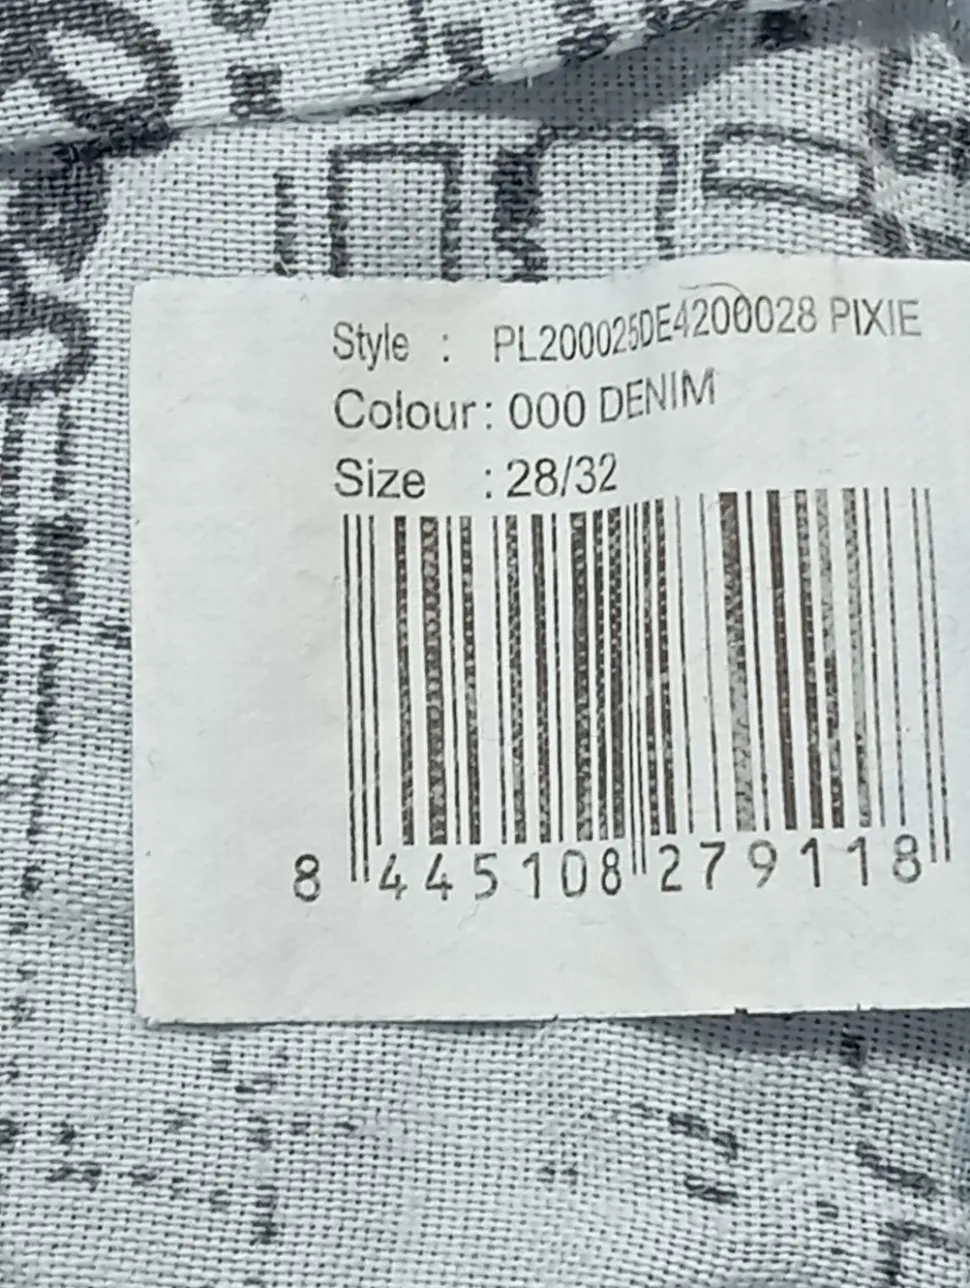 Style : PL200025DE4200028 PIXIE
Colour: 000 DENIM
Size : 28/32
8 445108 279118